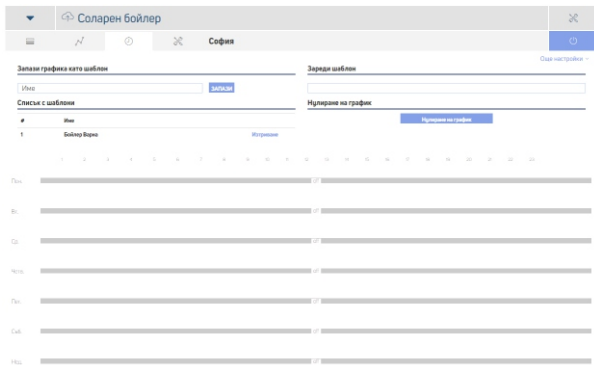 Соларен бойлер
София
Още настройки
Запази графика като шаблон
Зареди шаблон
Име
ЗАПАЗИ
Списък с шаблони
Нулиране на график
# Име
Нулиране на график
1 Бойлер Варна Изтриване
1 2 3 4 5 6 7 8 9 10 11 12 13 14 15 16 17 18 19 20 21 22 23
Пон.
Вт.
Ср.
Четв.
Пет.
Съб.
Нед.